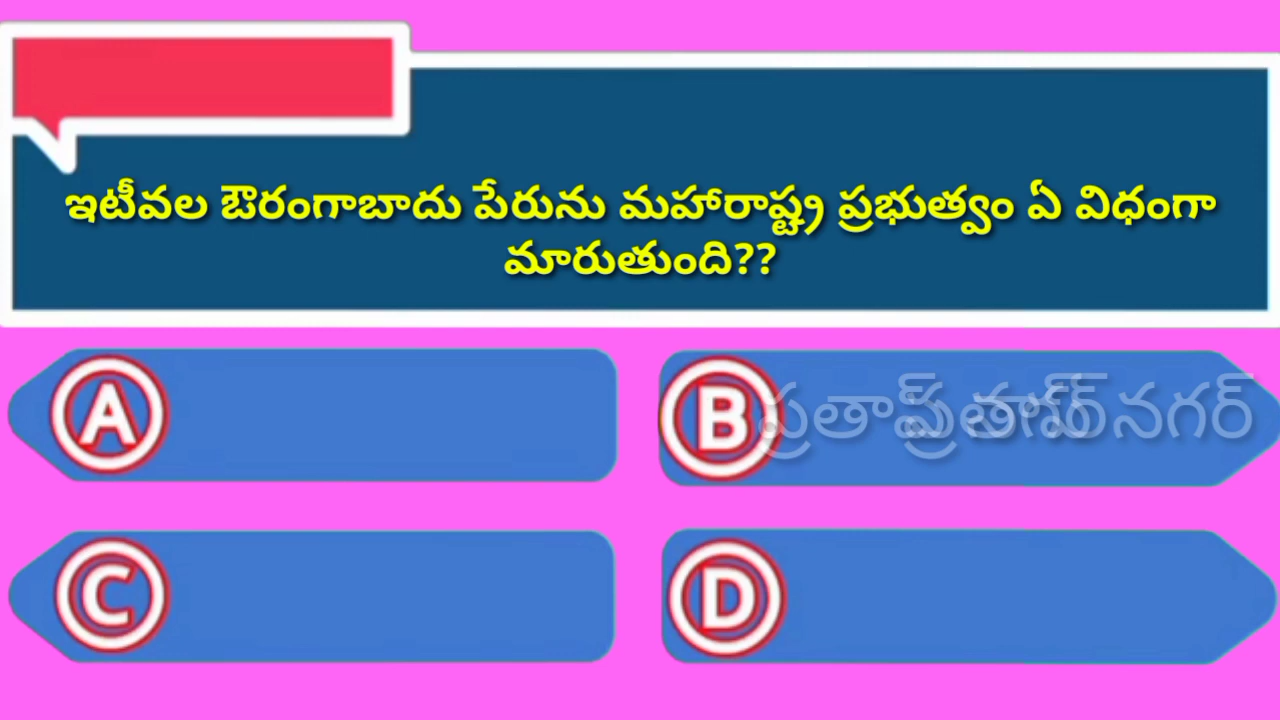 ఇటీవల ఔరంగాబాదు పేరును మహారాష్ట్ర ప్రభుత్వం ఏ విధంగా
మారుతుంది??
A
B
C
D